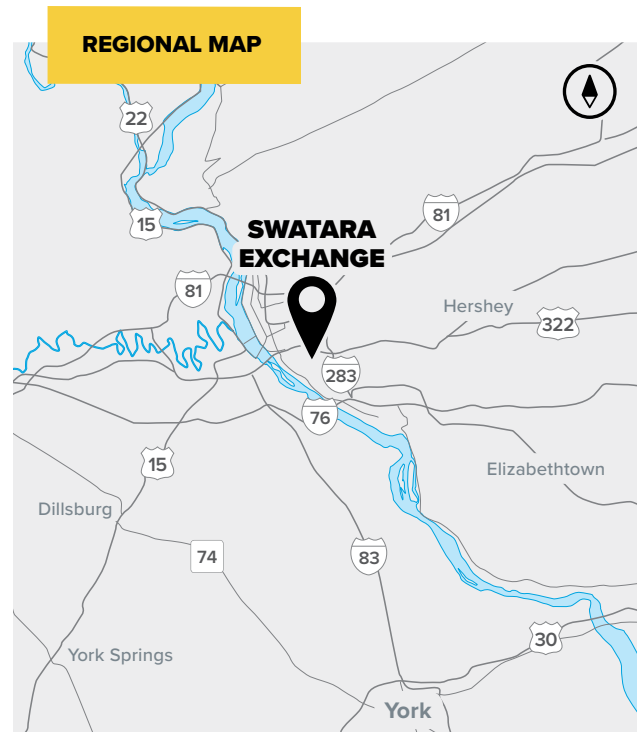 REGIONAL MAP
22
81
15
SWATARA
EXCHANGE
81
Hershey
322
283
76
15
Elizabethtown
Dillsburg
74
83
30
York Springs
York